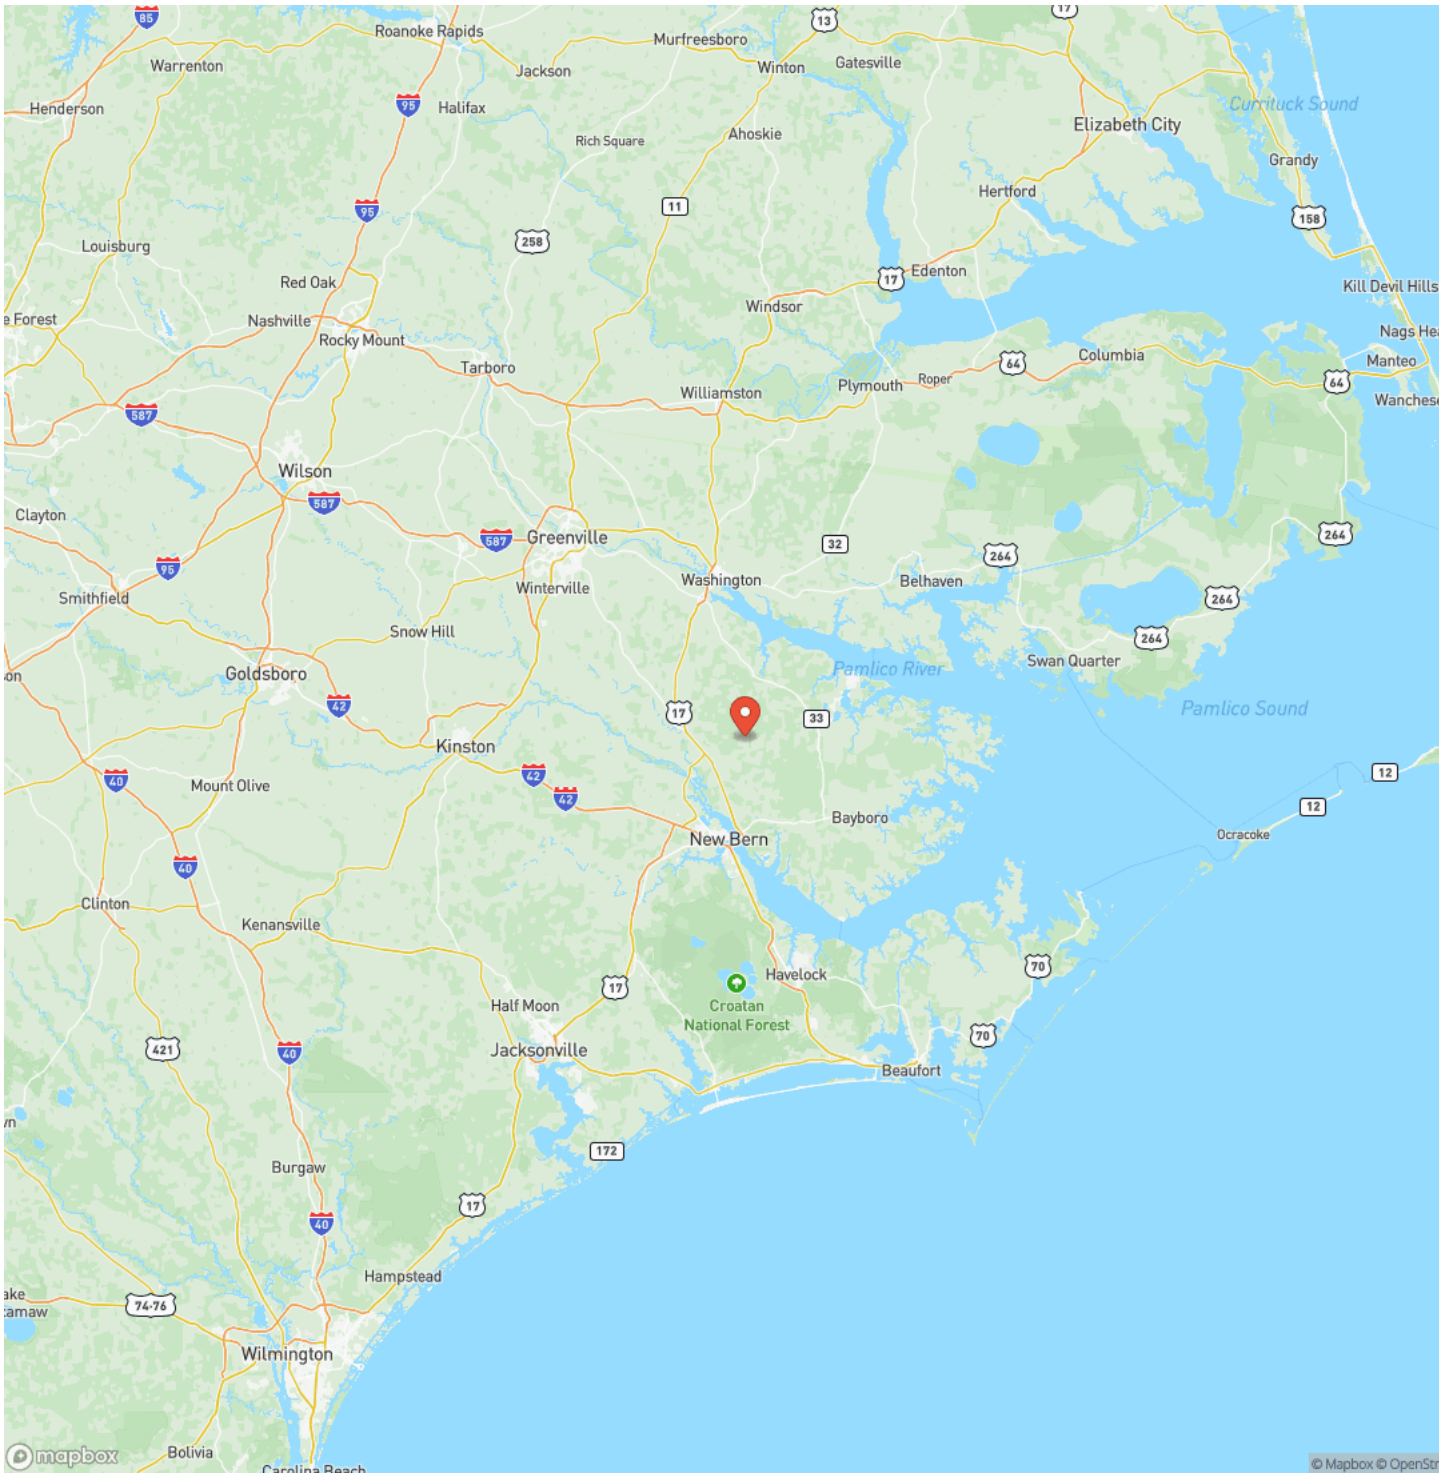 85
Roanoke Rapids
13
17
Murfreesboro
Warrenton
Winton
Gatesville
Jackson
95
Halifax
Henderson
Currituck Sound
Elizabeth City
Ahoskie
Rich Square
Grandy
Hertford
11
95
158
258
Louisburg
Edenton
17
Red Oak
Kill Devil Hills
Windsor
e Forest
Nashville
Nags Hea
Rocky Mount
Columbia
Manteo
64
Tarboro
Roper
64
Plymouth
Williamston
Wanchese
587
Wilson
587
Clayton
264
Greenville
587
32
264
95
Washington
Belhaven
Winterville
Smithfield
264
Snow Hill
264
Swan Quarter
Pamlico River
Goldsboro
on
42
Pamlico Sound
17
33
Kinston
12
40
42
Mount Olive
42
12
Bayboro
Ocracoke
New Bern
40
Clinton
Kenansville
70
Havelock
17
Half Moon
Croatan
National Forest
70
421
Jacksonville
40
Beaufort
wn
172
Burgaw
17
40
Hampstead
ake
camaw
74-76
Wilmington
Bolivia
mapbox
Carolina Beach
© Mapbox © OpenStr